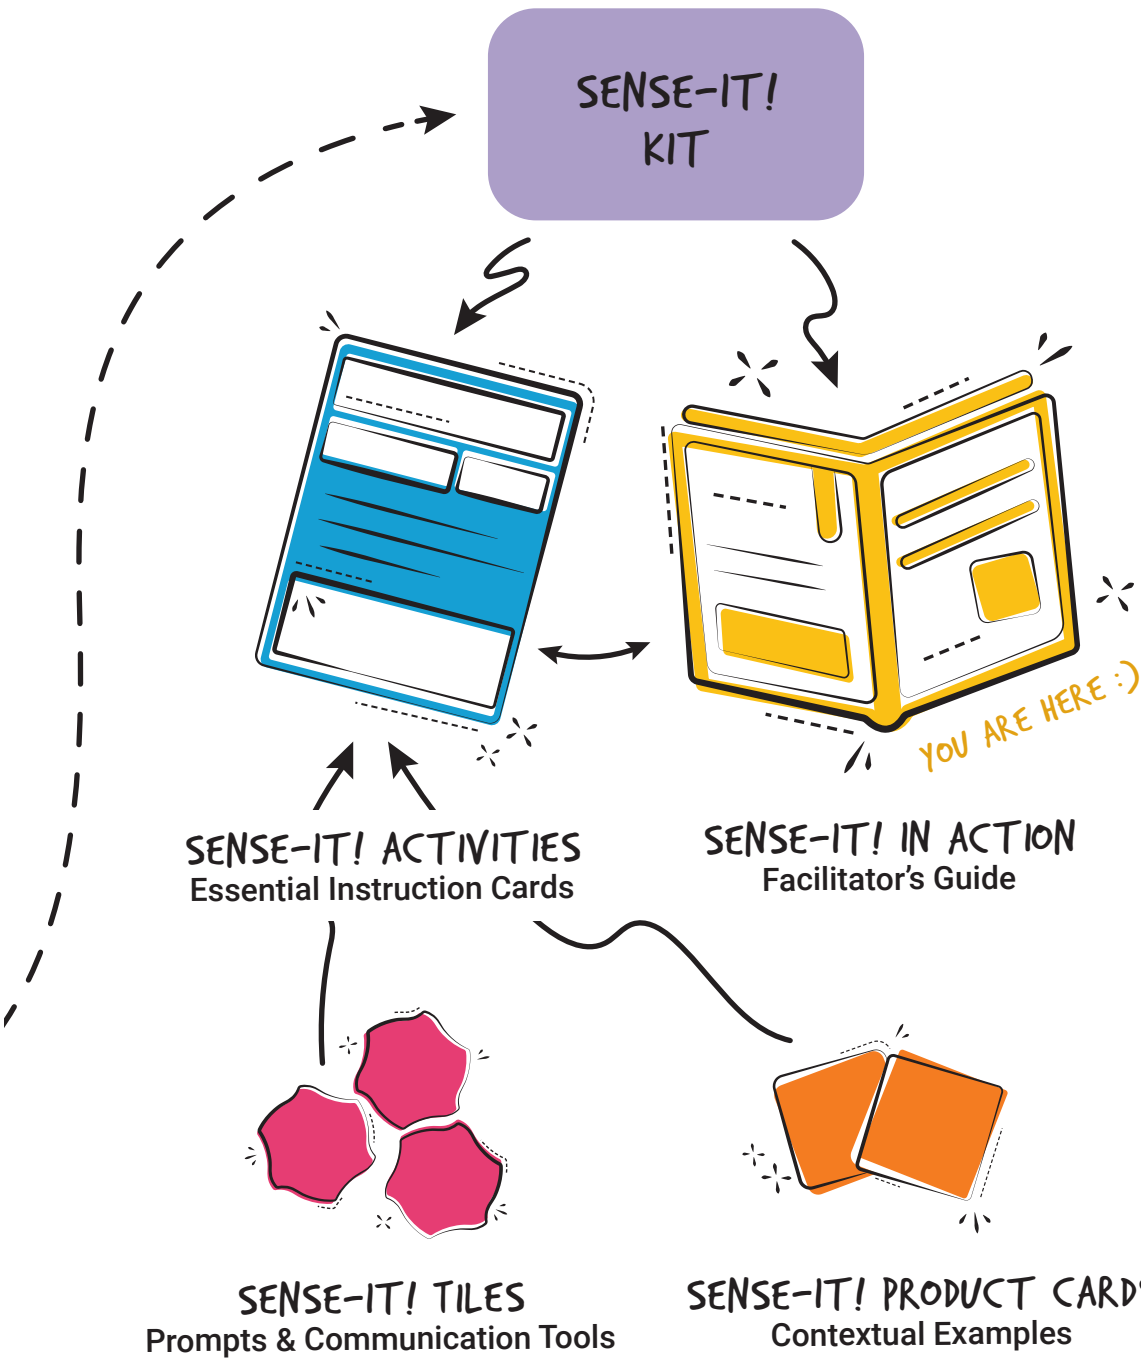 SENSE-IT!
KIT
YOU ARE HERE :)
SENSE-IT! ACTIVITIES
Essential Instruction Cards
SENSE-IT! IN ACTION
Facilitator's Guide
SENSE-IT! TILES
Prompts & Communication Tools
SENSE-IT! PRODUCT CARDS
Contextual Examples